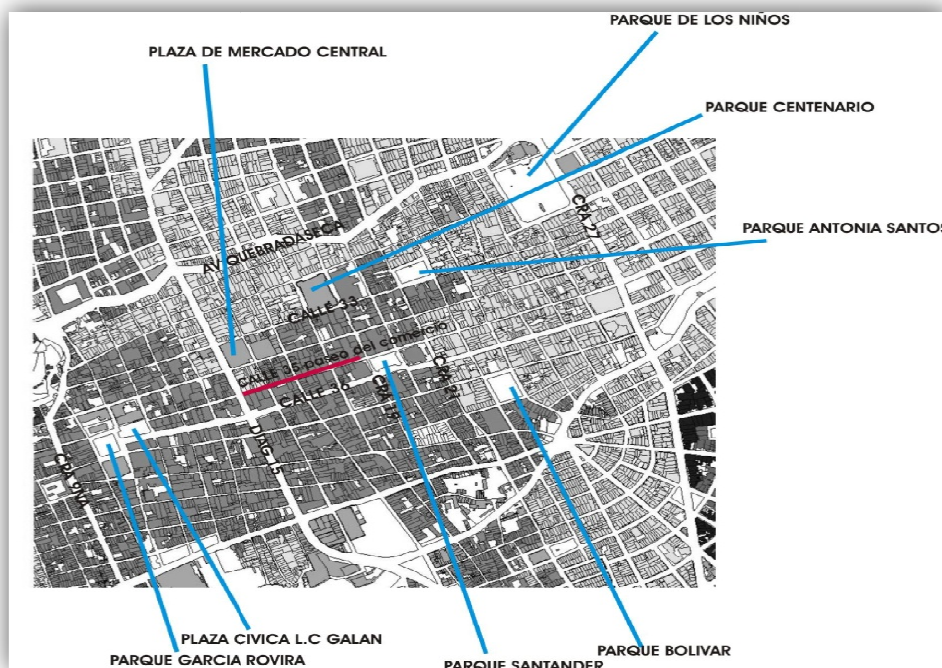 PARQUE DE LOS NIÑOS
PLAZA DE MERCADO CENTRAL
PARQUE CENTENARIO
CRA 27
PARQUE ANTONIA SANTOS
AV. QUEBRADASECA
CALLE 33
CALLE 35 paseo del comercio
CALLE 36
CRA 19
CRA 21
DIAG 15
CRA 9NA
PLAZA CIVICA L.C GALAN
PARQUE GARCIA ROVIRA
PARQUE SANTANDER
PARQUE BOLIVAR